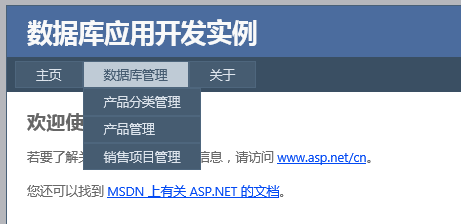 数据库应用开发实例
主页 数据库管理 关于
产品分类管理
产品管理
销售项目管理
欢迎使
若要了解关 信息，请访问 www.asp.net/cn。
您还可以找到 MSDN 上有关 ASP.NET 的文档。